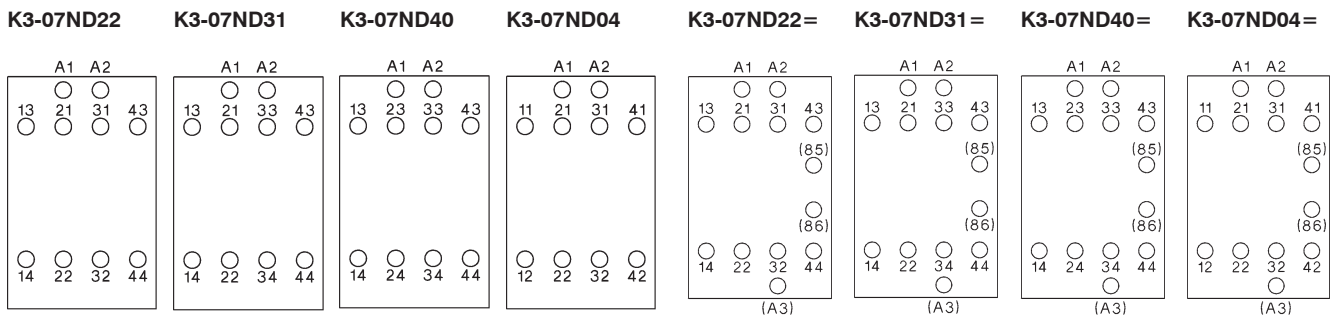 K3-07ND22 K3-07ND31 K3-07ND40 K3-07ND04 K3-07ND22= K3-07ND31= K3-07ND40= K3-07ND04=
A1 A2 A1 A2 A1 A2 A1 A2 A1 A2 A1 A2 A1 A2 A1 A2
13 21 31 43 13 21 33 43 13 23 33 43 11 21 31 41 13 21 31 43 13 21 33 43 13 23 33 43 11 21 31 41
(85) (85) (85) (85)
(86) (86) (86) (86)
14 22 32 44 14 22 34 44 14 24 34 44 12 22 32 42 14 22 32 44 14 22 34 44 14 24 34 44 12 22 32 42
(A3) (A3) (A3) (A3)